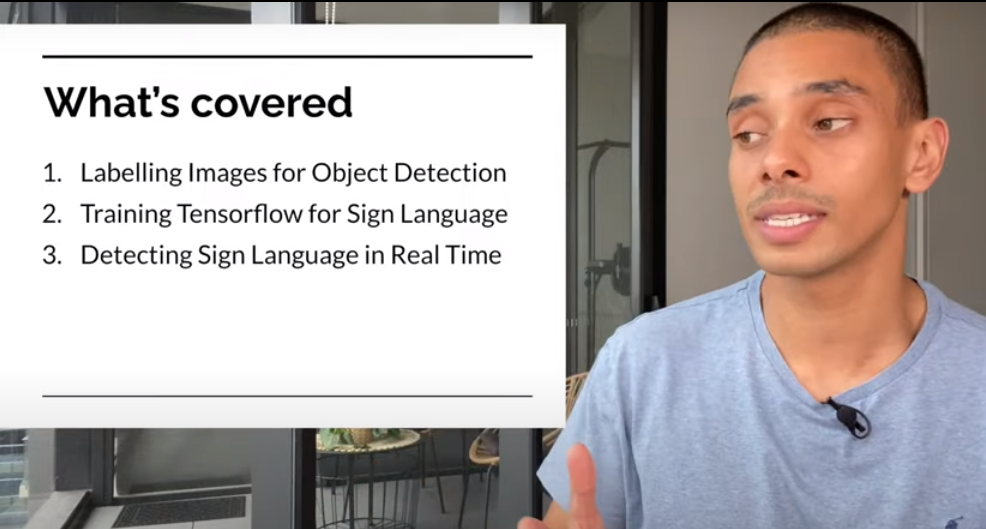 What's covered
1. Labelling Images for Object Detection
2. Training Tensorflow for Sign Language
3. Detecting Sign Language in Real Time